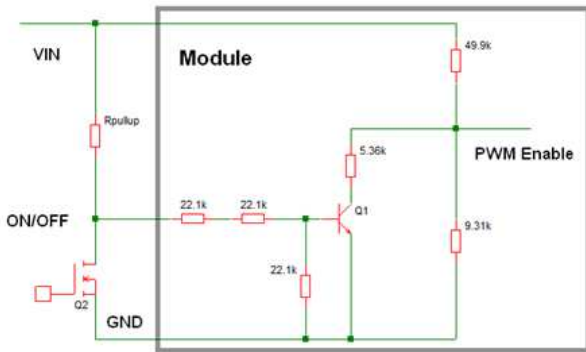 VIN
Module
49.9k
Rpullup
5.36k
PWM Enable
22.1k
22.1k
Q1
ON/OFF
9.31k
22.1k
Q2
GND